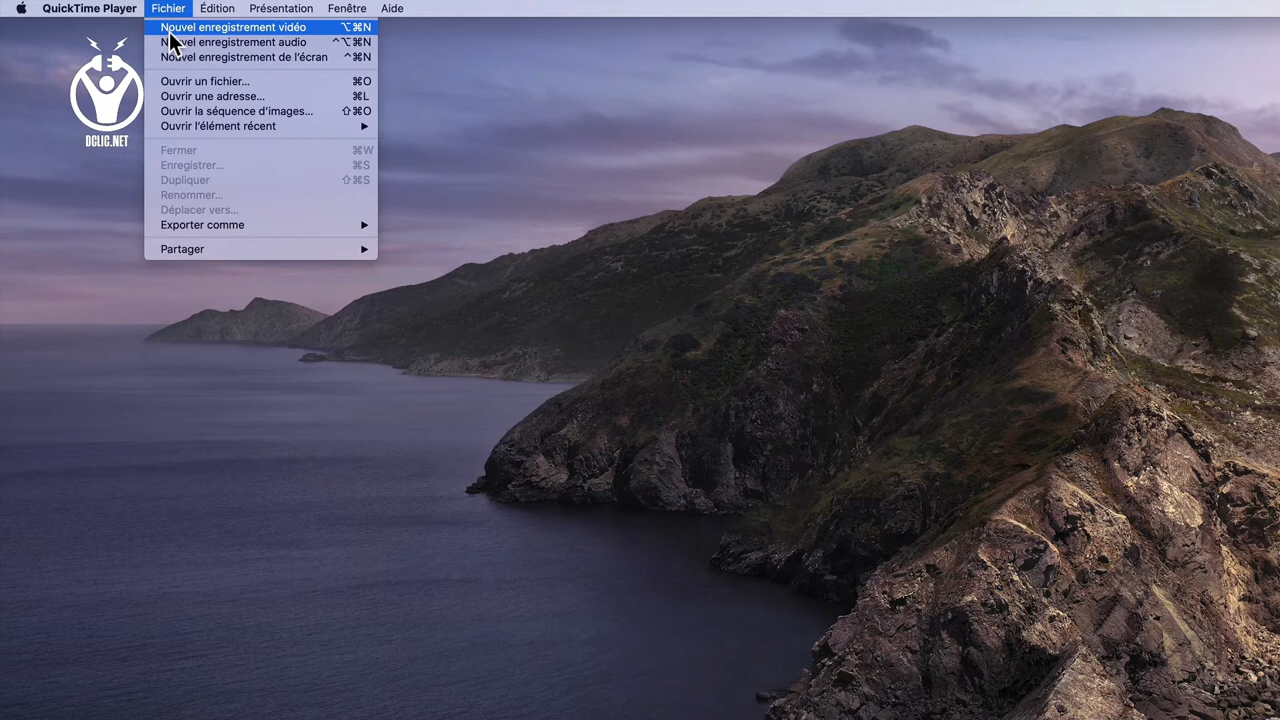 QuickTime Player Fichier Édition Présentation Fenêtre Aide
Nouvel enregistrement vidéo ⌥⌘N
Nouvel enregistrement audio ^⌥⌘N
Nouvel enregistrement de l’écran ^⌘N
Ouvrir un fichier... ⌘O
Ouvrir une adresse... ⌘L
Ouvrir la séquence d’images... ⇧⌘O
Ouvrir l’élément récent
Fermer ⌘W
Enregistrer... ⌘S
Dupliquer ⇧⌘S
Renommer...
Déplacer vers...
Exporter comme
Partager
DCLIC.NET